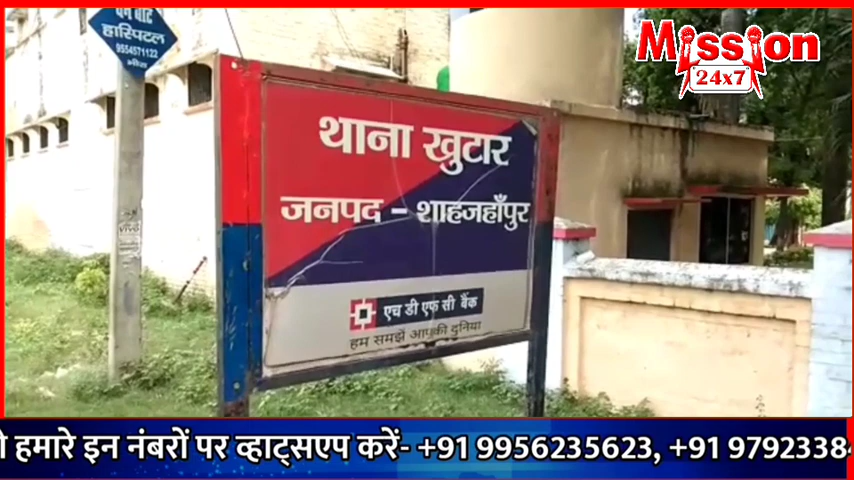 हास्पिटल
9554571122
Mission
24x7
थाना खुटार
जनपद - शाहजहाँपुर
एच डी एफ सी बैंक
हम समझें आपकी दुनिया
हमारे इन नंबरों पर व्हाट्सएप करें- +91 9956235623, +91 9792338